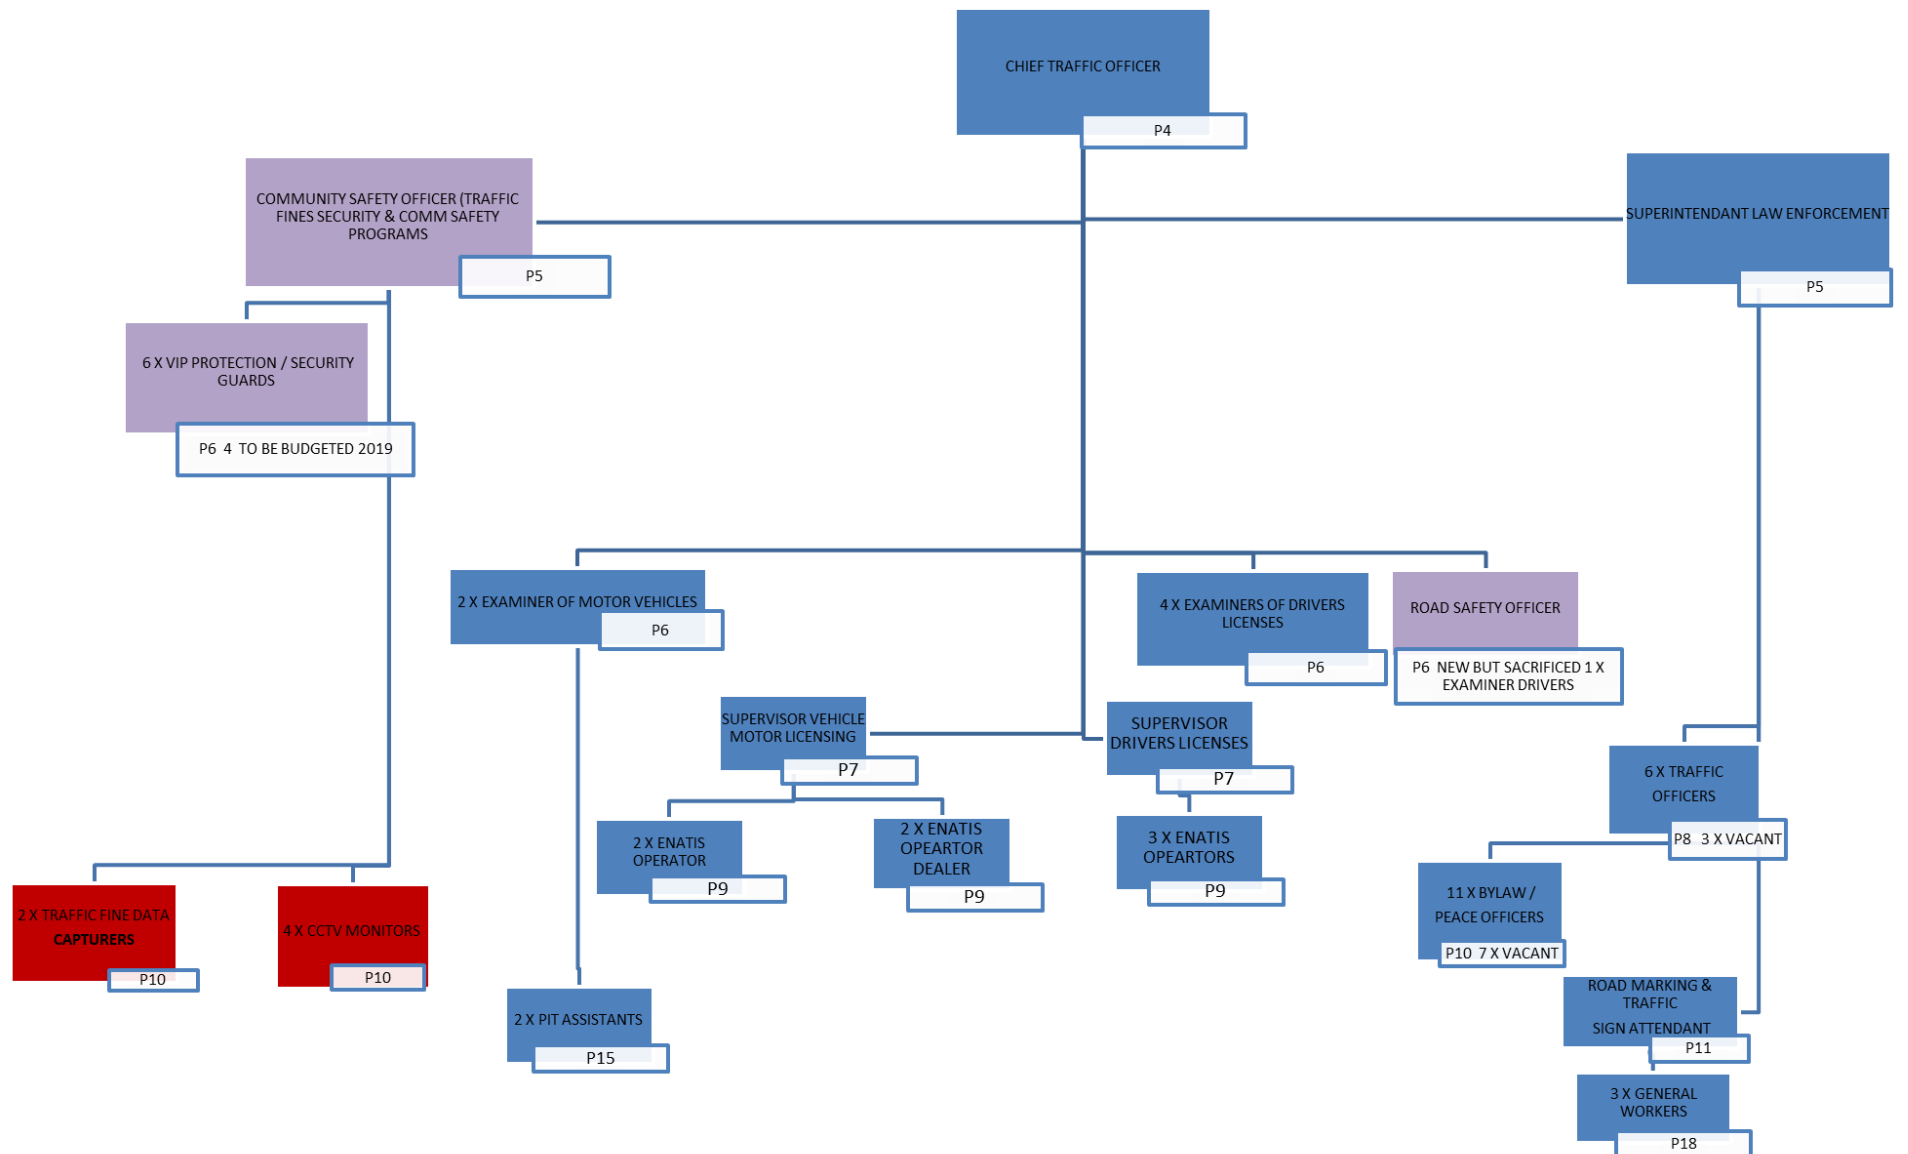 CHIEF TRAFFIC OFFICER
P4
COMMUNITY SAFETY OFFICER (TRAFFIC
FINES SECURITY & COMM SAFETY
PROGRAMS
P5
SUPERINTENDANT LAW ENFORCEMENT
P5
6 X VIP PROTECTION / SECURITY
GUARDS
P6 4 TO BE BUDGETED 2019
2 X EXAMINER OF MOTOR VEHICLES
P6
4 X EXAMINERS OF DRIVERS
LICENSES
P6
ROAD SAFETY OFFICER
P6 NEW BUT SACRIFICED 1 X
EXAMINER DRIVERS
SUPERVISOR VEHICLE
MOTOR LICENSING
P7
SUPERVISOR
DRIVERS LICENSES
P7
6 X TRAFFIC
OFFICERS
P8 3 X VACANT
2 X ENATIS
OPERATOR
P9
2 X ENATIS
OPEARTOR
DEALER
P9
3 X ENATIS
OPEARTORS
P9
11 X BYLAW /
PEACE OFFICERS
P10 7 X VACANT
2 X TRAFFIC FINE DATA
CAPTURERS
P10
4 X CCTV MONITORS
P10
2 X PIT ASSISTANTS
P15
ROAD MARKING &
TRAFFIC
SIGN ATTENDANT
P11
3 X GENERAL
WORKERS
P18